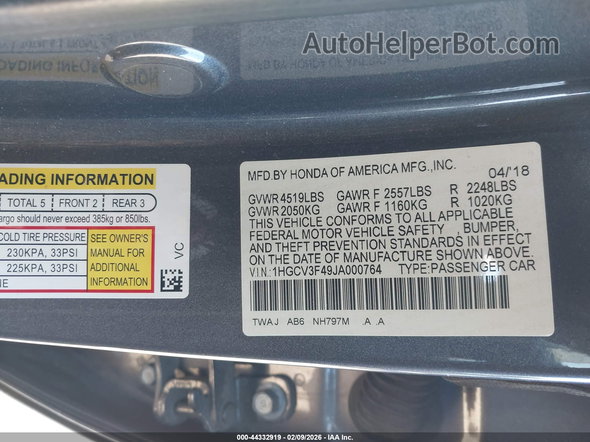 AutoHelperBot.com
ADING INFORMATION
TOTAL 5 FRONT 2 REAR 3
argo should never exceed 385kg or 850lbs.
COLD TIRE PRESSURE
230KPA, 33PSI
225KPA, 33PSI
NE
SEE OWNER'S
MANUAL FOR
ADDITIONAL
INFORMATION
VC
MFD.BY HONDA OF AMERICA MFG.,INC. 04/'18
GVWR 4519LBS GAWR F 2557LBS R 2248LBS
GVWR 2050KG GAWR F 1160KG R 1020KG
THIS VEHICLE CONFORMS TO ALL APPLICABLE
FEDERAL MOTOR VEHICLE SAFETY , BUMPER,
AND THEFT PREVENTION STANDARDS IN EFFECT
ON THE DATE OF MANUFACTURE SHOWN ABOVE.
V.I.N:1HGCV3F49JA000764 TYPE:PASSENGER CAR
TWAJ AB6 NH797M .A .A
000-44332919 - 02/09/2026 - IAA Inc.